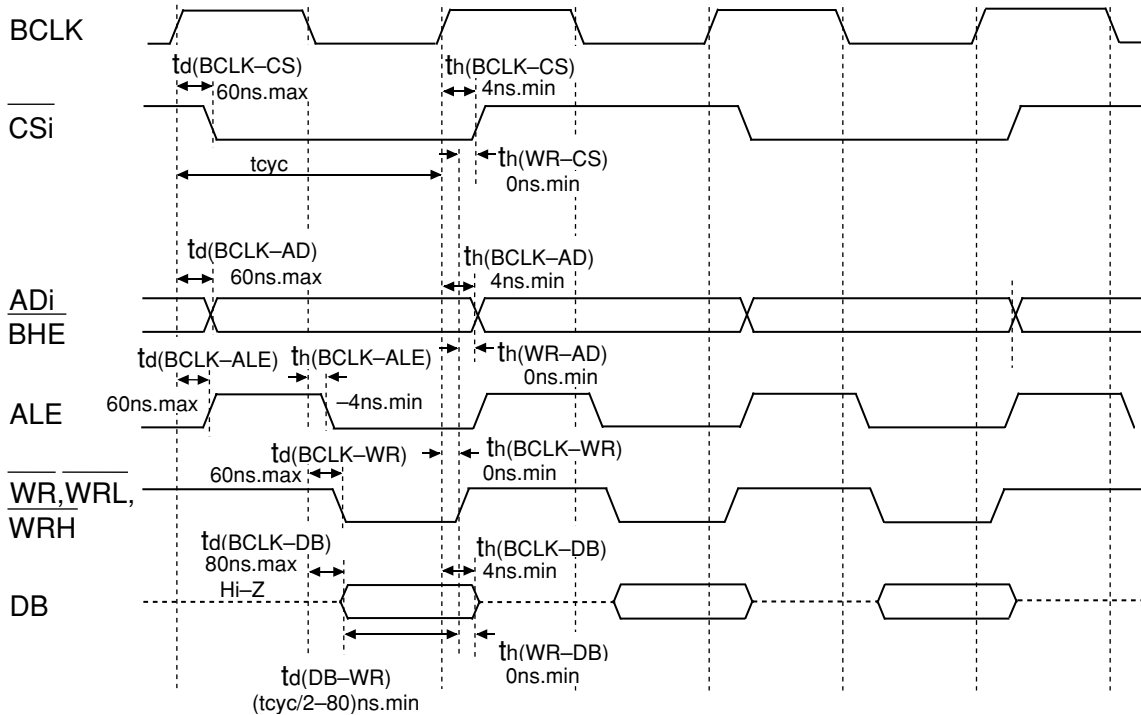 BCLK
td(BCLK–CS)
60ns.max
th(BCLK–CS)
4ns.min
CSi
tcyc
th(WR–CS)
0ns.min
td(BCLK–AD)
60ns.max
th(BCLK–AD)
4ns.min
ADi
BHE
td(BCLK–ALE)
60ns.max
th(BCLK–ALE)
–4ns.min
th(WR–AD)
0ns.min
ALE
td(BCLK–WR)
60ns.max
th(BCLK–WR)
0ns.min
WR,WRL,
WRH
td(BCLK–DB)
80ns.max
th(BCLK–DB)
4ns.min
Hi–Z
DB
td(DB–WR)
(tcyc/2–80)ns.min
th(WR–DB)
0ns.min